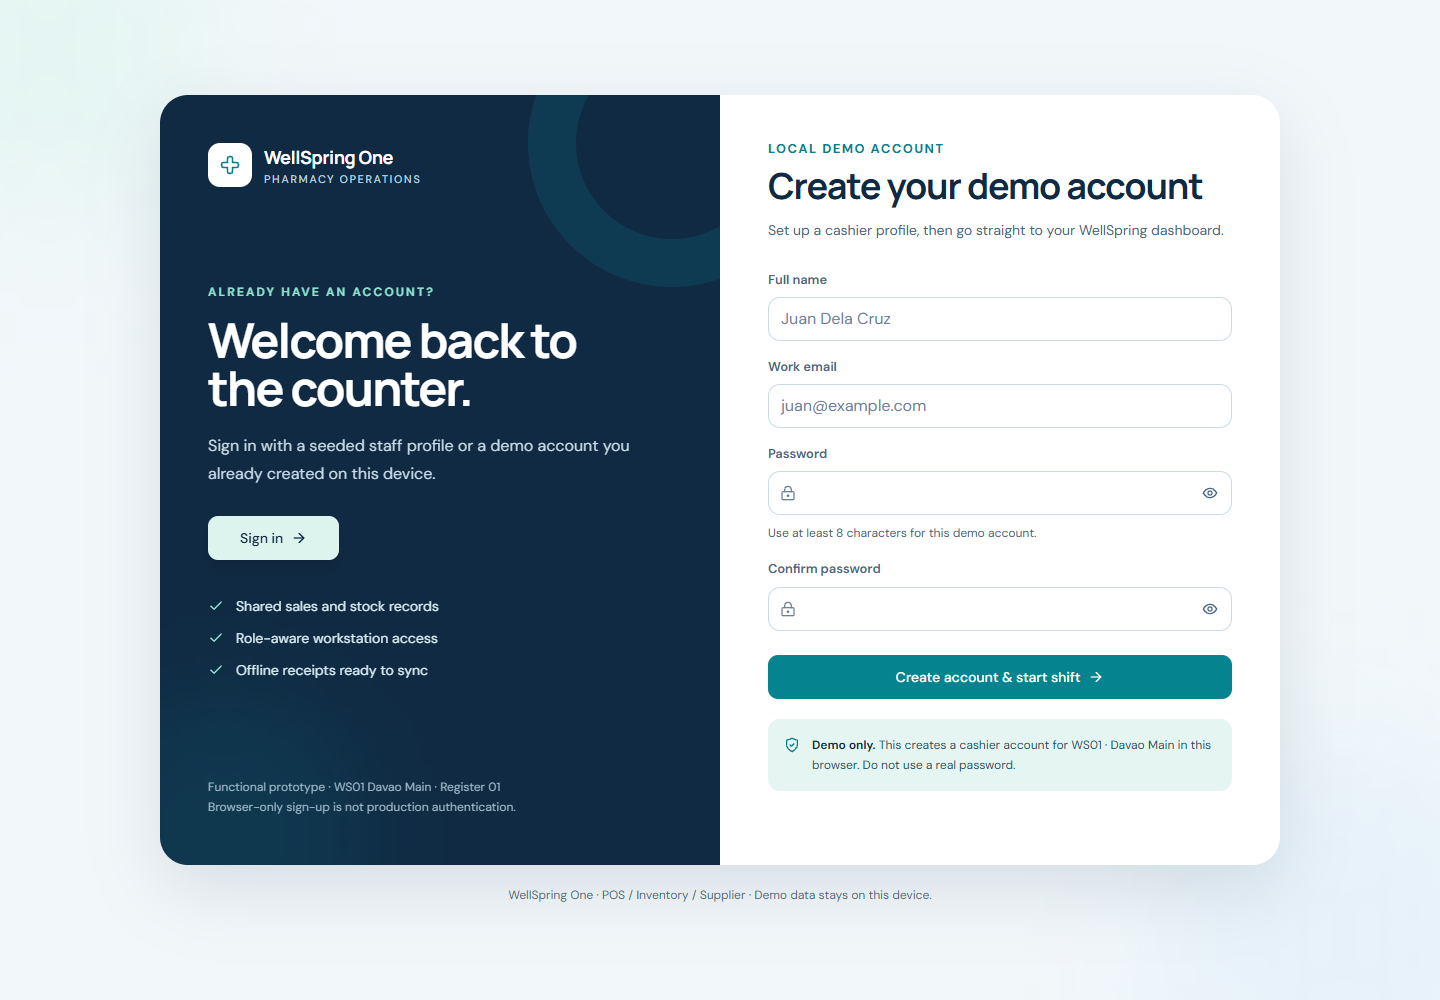 WellSpring One
PHARMACY OPERATIONS
ALREADY HAVE AN ACCOUNT?
Welcome back to
the counter.
Sign in with a seeded staff profile or a demo account you
already created on this device.
Sign in
Shared sales and stock records
Role-aware workstation access
Offline receipts ready to sync
Functional prototype · WS01 Davao Main · Register 01
Browser-only sign-up is not production authentication.
LOCAL DEMO ACCOUNT
Create your demo account
Set up a cashier profile, then go straight to your WellSpring dashboard.
Full name
Juan Dela Cruz
Work email
juan@example.com
Password
Use at least 8 characters for this demo account.
Confirm password
Create account & start shift
Demo only. This creates a cashier account for WS01 · Davao Main in this
browser. Do not use a real password.
WellSpring One · POS / Inventory / Supplier · Demo data stays on this device.